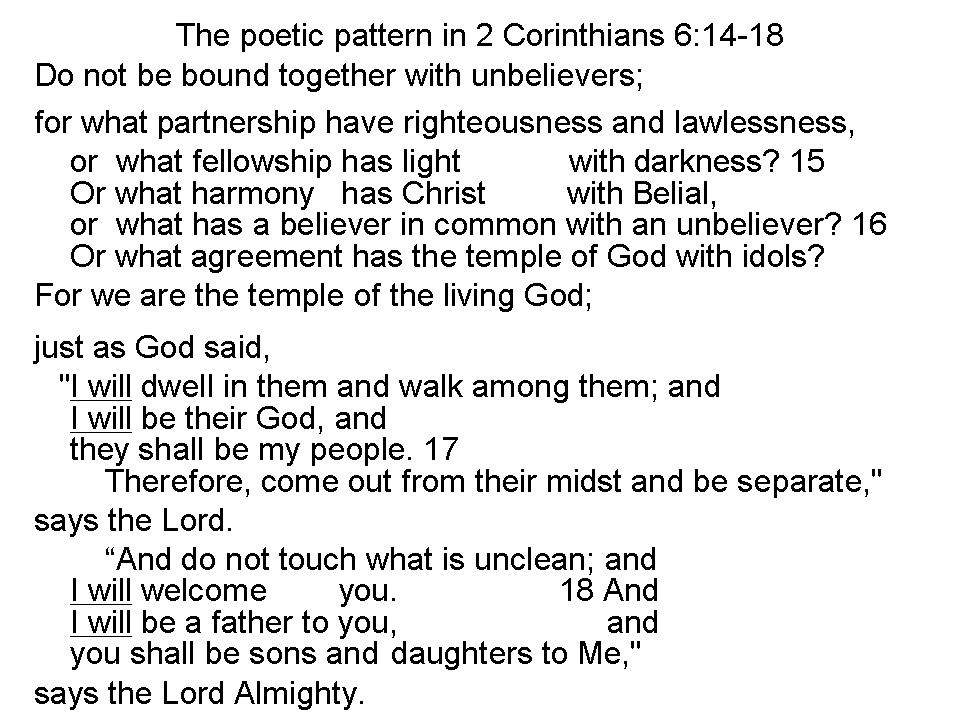 The poetic pattern in 2 Corinthians 6:14-18
Do not be bound together with unbelievers;
for what partnership have righteousness and lawlessness,
or what fellowship has light with darkness? 15
Or what harmony has Christ with Belial,
or what has a believer in common with an unbeliever? 16
Or what agreement has the temple of God with idols?
For we are the temple of the living God;
just as God said,
"I will dwell in them and walk among them; and
I will be their God, and
they shall be my people. 17
Therefore, come out from their midst and be separate,"
says the Lord.
“And do not touch what is unclean; and
I will welcome you. 18 And
I will be a father to you, and
you shall be sons and daughters to Me,"
says the Lord Almighty.